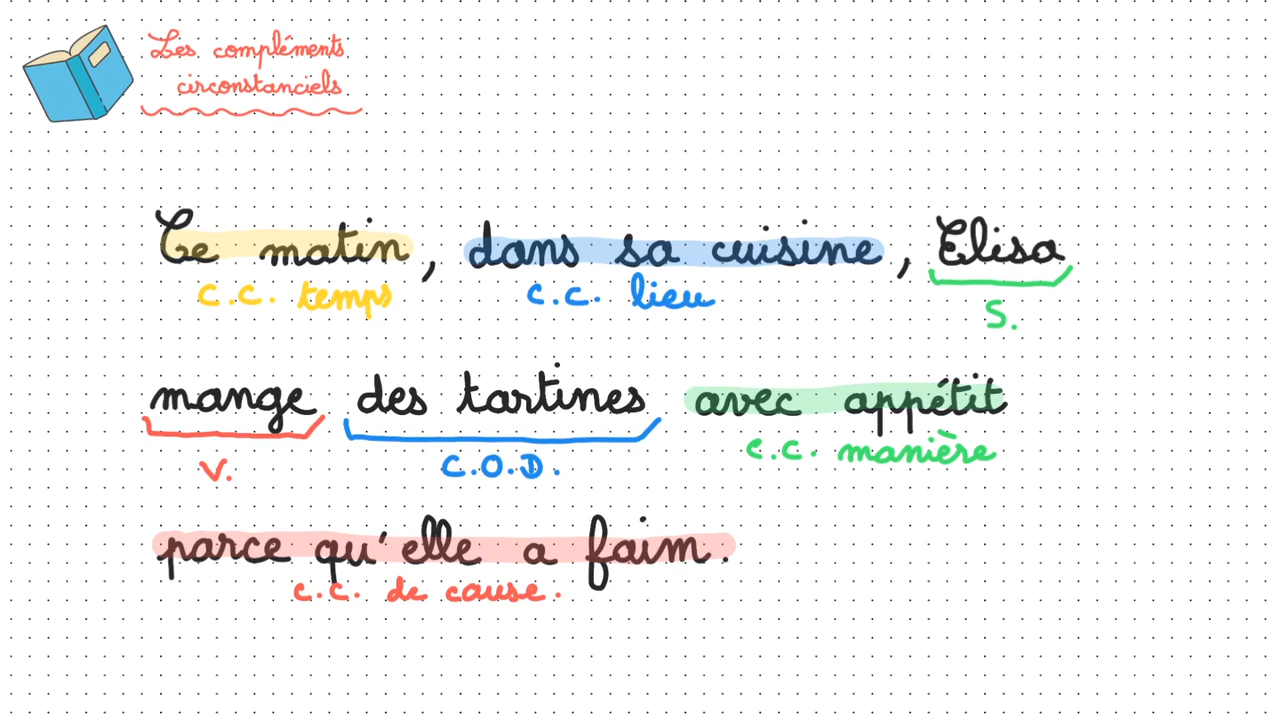 Les compléments
circonstanciels
Ce matin, dans sa cuisine, Elisa
c.c. temps c.c. lieu S.
mange des tartines avec appétit
V. C.O.D. c.c. manière
parce qu'elle a faim.
c.c. de cause.